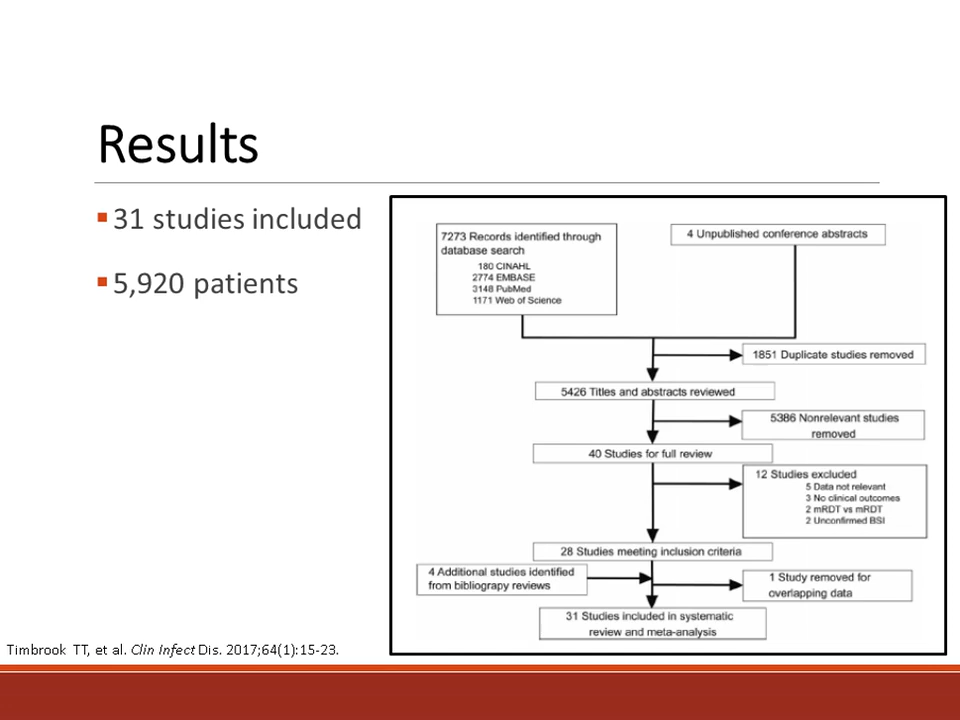 Results
31 studies included
5,920 patients
7273 Records identified through
database search
180 CINAHL
2774 EMBASE
3148 PubMed
1171 Web of Science
4 Unpublished conference abstracts
1851 Duplicate studies removed
5426 Titles and abstracts reviewed
5386 Nonrelevant studies
removed
40 Studies for full review
12 Studies excluded
5 Data not relevant
3 No clinical outcomes
2 mRDT vs mRDT
2 Unconfirmed BSI
28 Studies meeting inclusion criteria
4 Additional studies identified
from bibliograpy reviews
1 Study removed for
overlapping data
31 Studies included in systematic
review and meta-analysis
Timbrook TT, et al. Clin Infect Dis. 2017;64(1):15-23.